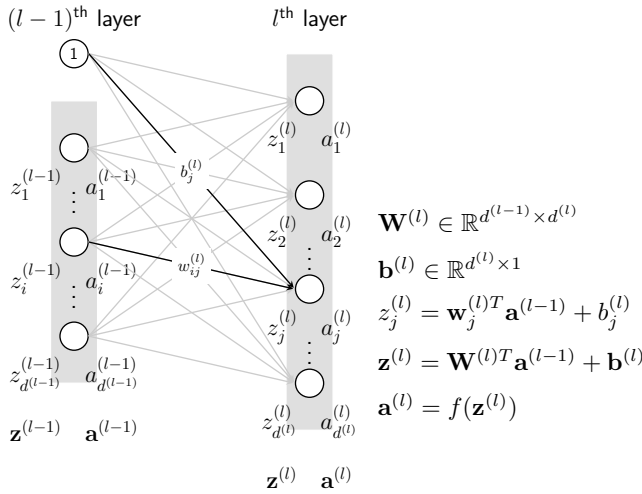 (l − 1)^th layer
l^th layer
1
z_1^(l−1) a_1^(l−1)
⋮
z_i^(l−1) a_i^(l−1)
⋮
z_{d^(l−1)}^(l−1) a_{d^(l−1)}^(l−1)
𝐳^(l−1) 𝐚^(l−1)
b_j^(l)
w_ij^(l)
z_1^(l) a_1^(l)
z_2^(l) a_2^(l)
⋮
z_j^(l) a_j^(l)
⋮
z_{d^(l)}^(l) a_{d^(l)}^(l)
𝐳^(l) 𝐚^(l)
𝐖^(l) ∈ ℝ^{d^(l−1)×d^(l)}
𝐛^(l) ∈ ℝ^{d^(l)×1}
z_j^(l) = 𝐰_j^{(l)T} 𝐚^(l−1) + b_j^(l)
𝐳^(l) = 𝐖^{(l)T} 𝐚^(l−1) + 𝐛^(l)
𝐚^(l) = f(𝐳^(l))